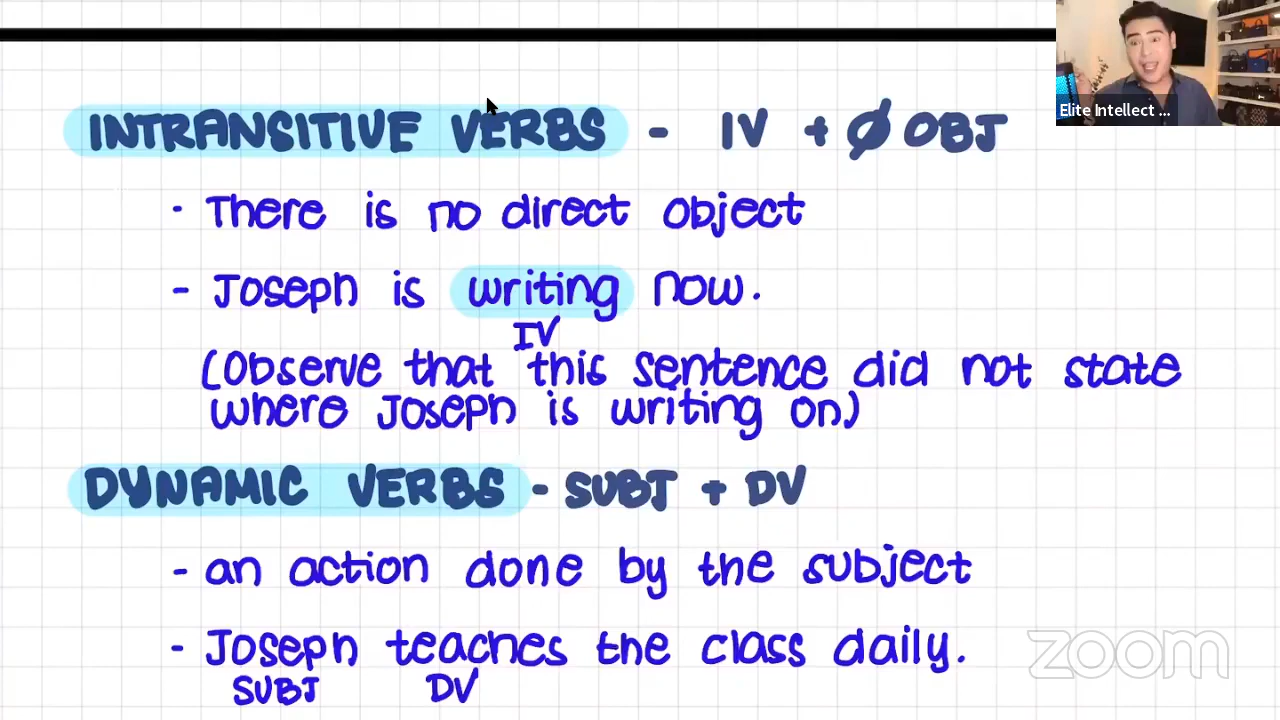 Elite Intellect ...
INTRANSITIVE VERBS - IV + Ø OBJ
· There is no direct object
- Joseph is writing now.
IV
(Observe that this sentence did not state
where Joseph is writing on)
DYNAMIC VERBS - SUBJ + DV
- an action done by the subject
- Joseph teaches the class daily.
SUBJ DV
zoom